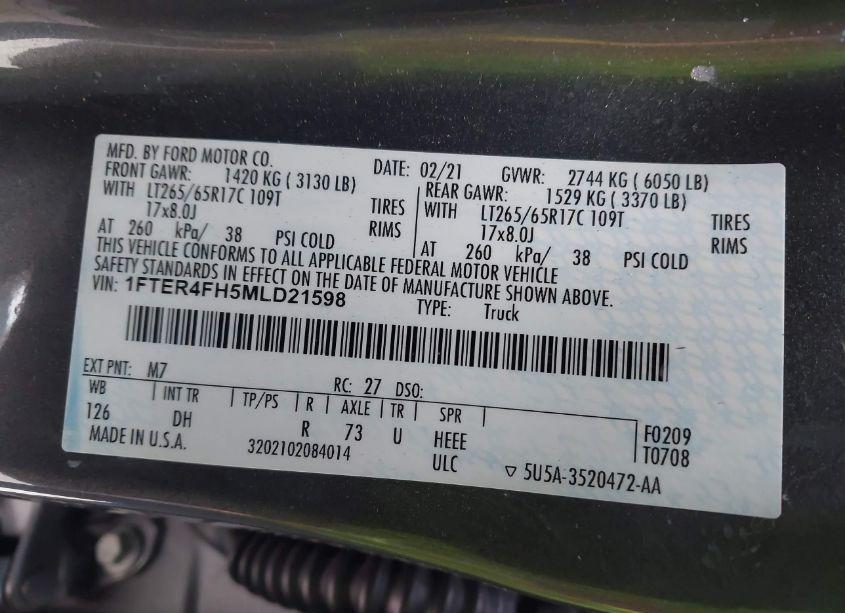 MFD. BY FORD MOTOR CO. DATE: 02/21 GVWR: 2744 KG ( 6050 LB)
FRONT GAWR: 1420 KG ( 3130 LB) REAR GAWR: 1529 KG ( 3370 LB)
WITH LT265/65R17C 109T TIRES WITH LT265/65R17C 109T TIRES
17x8.0J RIMS 17x8.0J RIMS
AT 260 kPa/ 38 PSI COLD AT 260 kPa/ 38 PSI COLD
THIS VEHICLE CONFORMS TO ALL APPLICABLE FEDERAL MOTOR VEHICLE
SAFETY STANDARDS IN EFFECT ON THE DATE OF MANUFACTURE SHOWN ABOVE.
VIN: 1FTER4FH5MLD21598 TYPE: Truck
EXT PNT: M7 RC: 27 DSO:
WB INT TR TP/PS R AXLE TR SPR
126 DH R 73 U HEEE F0209
MADE IN U.S.A. 3202102084014 ULC T0708
▽ 5U5A-3520472-AA